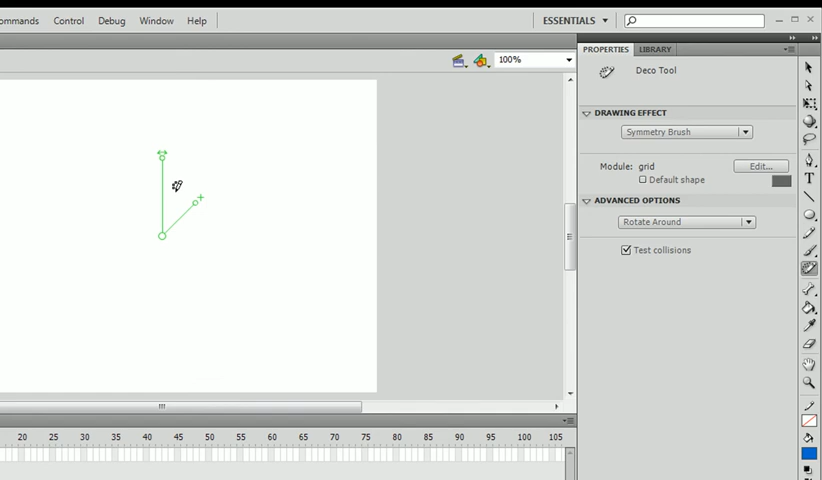 ommands Control Debug Window Help ESSENTIALS
100%
PROPERTIES LIBRARY
Deco Tool
DRAWING EFFECT
Symmetry Brush
Module: grid Edit...
Default shape
ADVANCED OPTIONS
Rotate Around
Test collisions
20 25 30 35 40 45 50 55 60 65 70 75 80 85 90 95 100 105